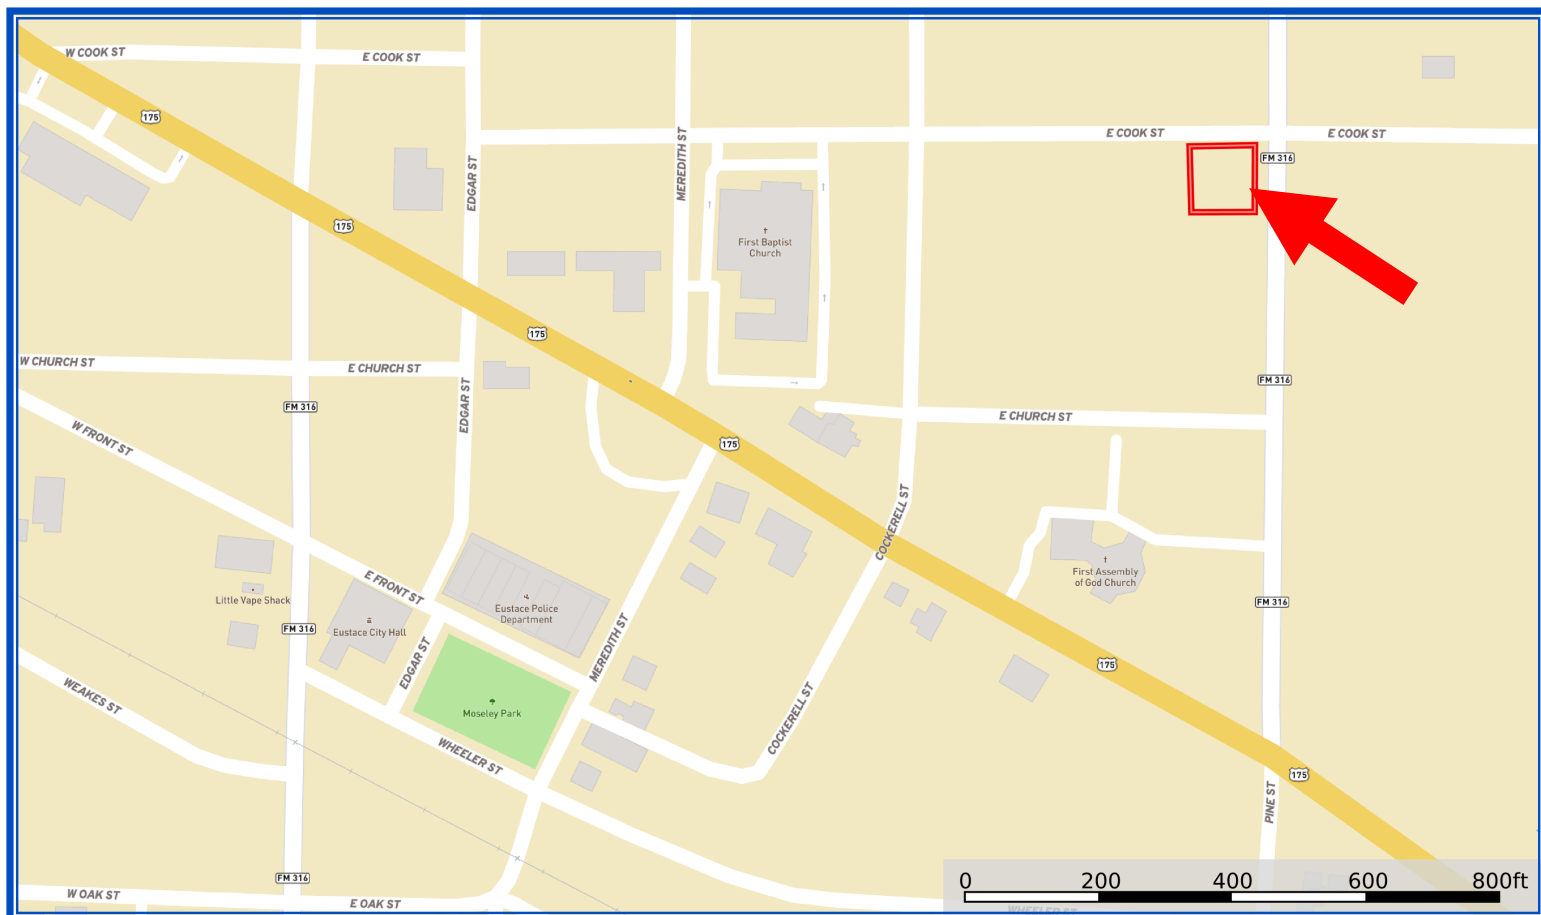 W COOK ST
E COOK ST
175
E COOK ST
E COOK ST
FM 316
MEREDITH ST
EDGAR ST
175
First Baptist
Church
175
W CHURCH ST
E CHURCH ST
EDGAR ST
FM 316
FM 316
E CHURCH ST
W FRONT ST
175
COCKERELL ST
E FRONT ST
Little Vape Shack
Eustace City Hall
Eustace Police
Department
First Assembly
of God Church
FM 316
FM 316
MEREDITH ST
EDGAR ST
175
WEAKES ST
Moseley Park
COCKERELL ST
WHEELER ST
175
PINE ST
FM 316
W OAK ST
E OAK ST
0 200 400 600 800ft
WHEELER ST